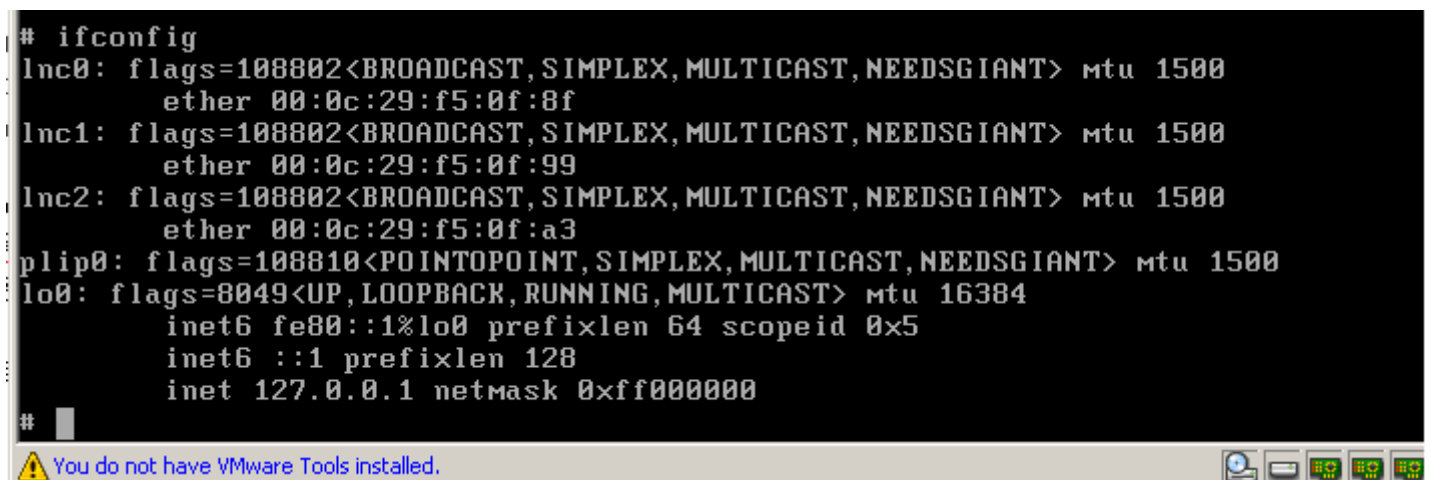 # ifconfig
lnc0: flags=108802<BROADCAST,SIMPLEX,MULTICAST,NEEDSGIANT> mtu 1500
        ether 00:0c:29:f5:0f:8f
lnc1: flags=108802<BROADCAST,SIMPLEX,MULTICAST,NEEDSGIANT> mtu 1500
        ether 00:0c:29:f5:0f:99
lnc2: flags=108802<BROADCAST,SIMPLEX,MULTICAST,NEEDSGIANT> mtu 1500
        ether 00:0c:29:f5:0f:a3
plip0: flags=108810<POINTOPOINT,SIMPLEX,MULTICAST,NEEDSGIANT> mtu 1500
lo0: flags=8049<UP,LOOPBACK,RUNNING,MULTICAST> mtu 16384
        inet6 fe80::1%lo0 prefixlen 64 scopeid 0x5
        inet6 ::1 prefixlen 128
        inet 127.0.0.1 netmask 0xff000000
#
You do not have VMware Tools installed.